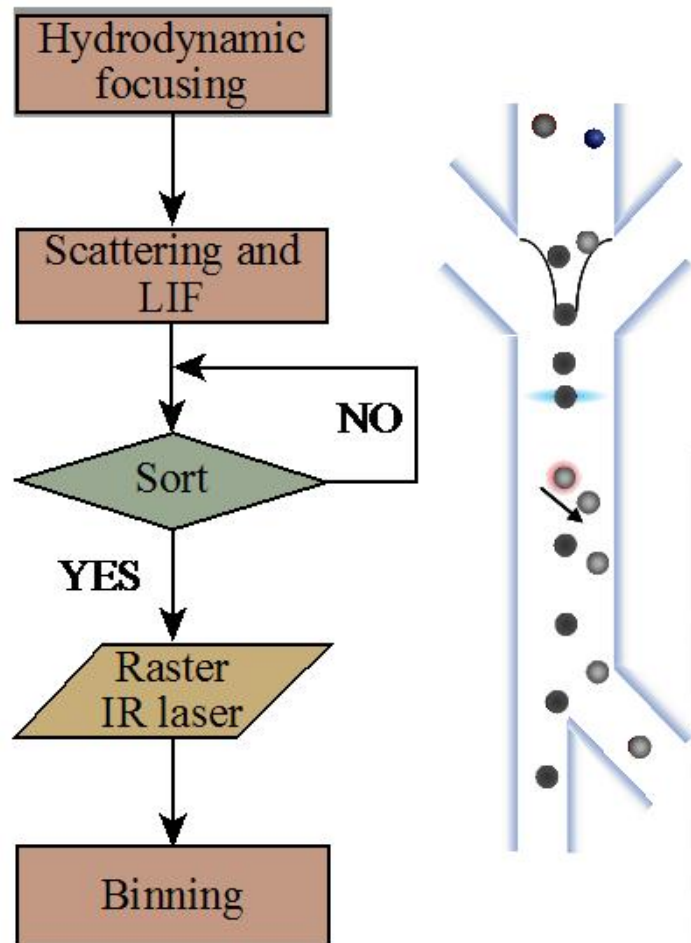 Hydrodynamic
focusing
Scattering and
LIF
NO
Sort
YES
Raster
IR laser
Binning